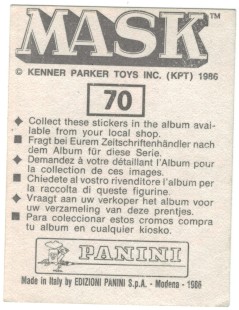 MASK™
© KENNER PARKER TOYS INC. (KPT) 1986
70
◆ Collect these stickers in the album avai-
lable from your local shop.
■ Fragt bei Eurem Zeitschriftenhändler nach
dem Album für diese Serie.
◆ Demandez à votre détaillant l'Album pour
la collection de ces images.
■ Chiedete al vostro rivenditore l'album per
la raccolta di queste figurine.
◆ Vraagt aan uw verkoper het album voor
uw verzameling van deze prentjes.
■ Para coleccionar estos cromos compra
tu album en cualquier kiosko.
PANINI
Made in Italy by EDIZIONI PANINI S.p.A. - Modena - 1986